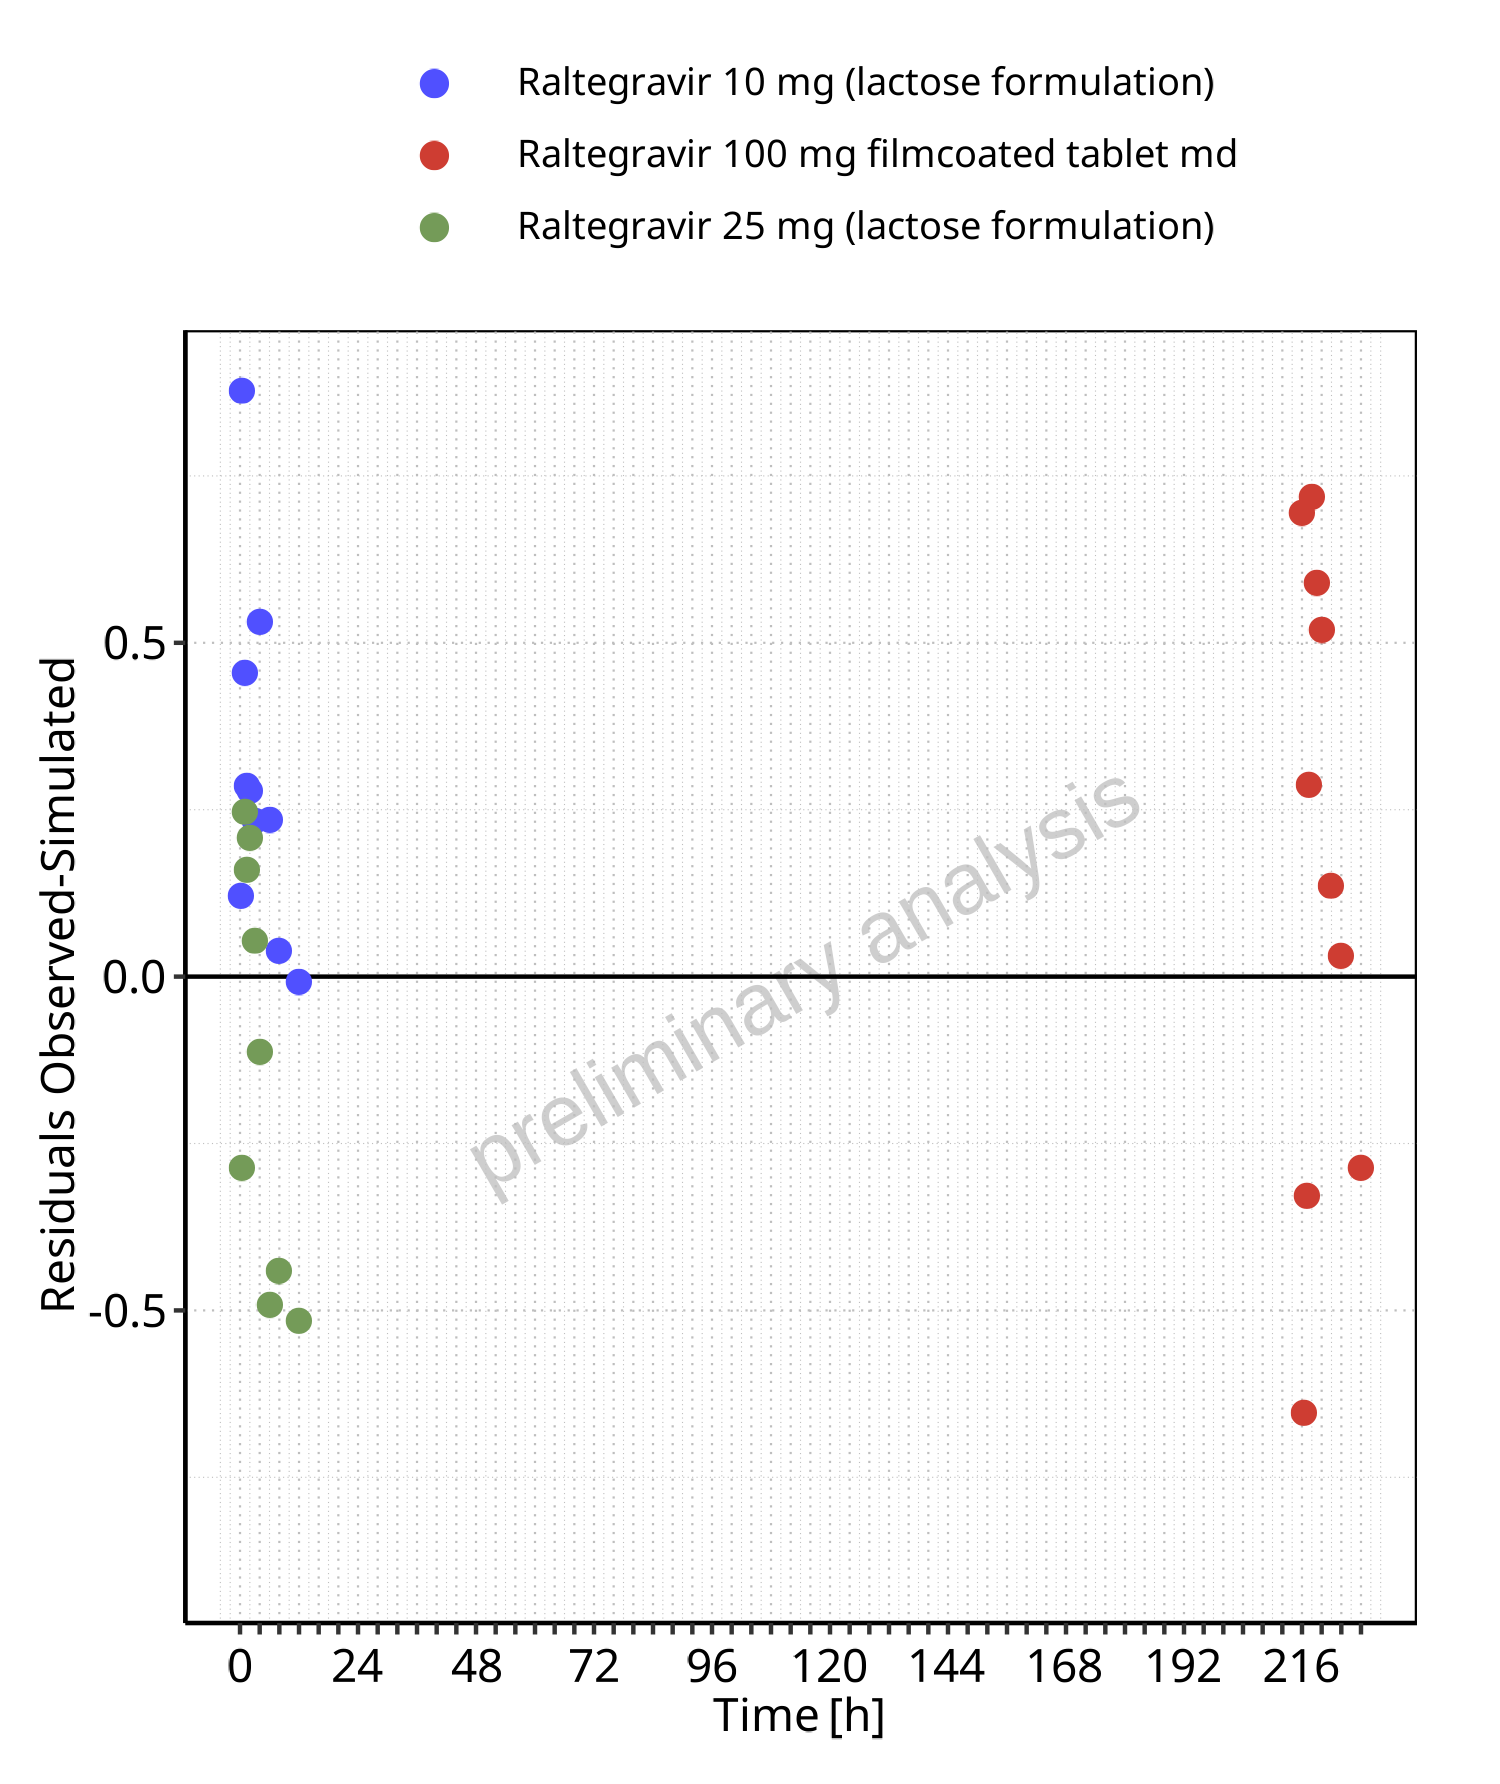 Raltegravir 10 mg (lactose formulation)
Raltegravir 100 mg filmcoated tablet md
Raltegravir 25 mg (lactose formulation)
Residuals Observed-Simulated
0.5
0.0
-0.5
preliminary analysis
0 24 48 72 96 120 144 168 192 216
Time [h]